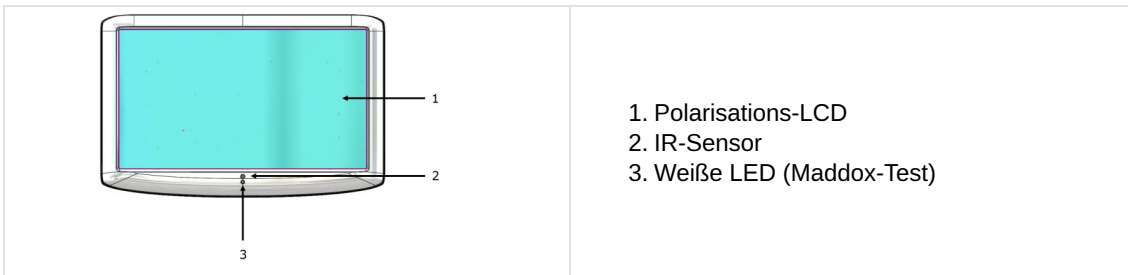 1
2
3
1. Polarisations-LCD
2. IR-Sensor
3. Weiße LED (Maddox-Test)